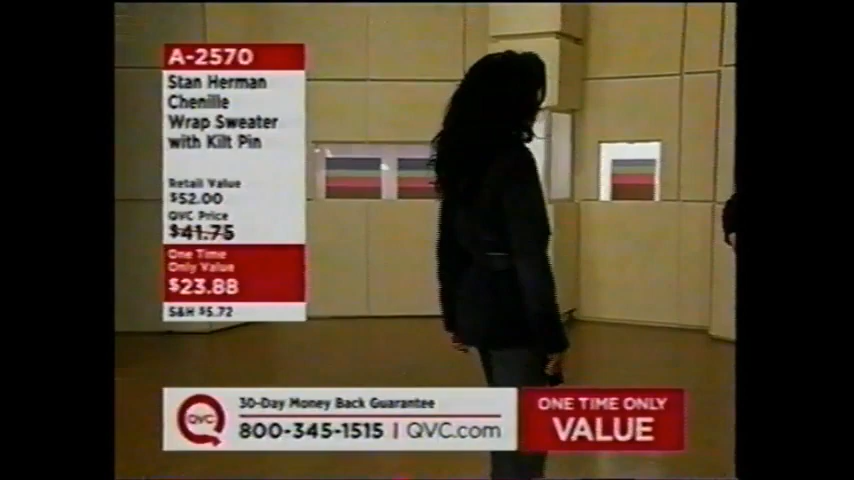 A-2570
Stan Herman
Chenille
Wrap Sweater
with Kilt Pin
Retail Value
$52.00
QVC Price
$41.75
One Time
Only Value
$23.88
S&H $5.72
QVC
30-Day Money Back Guarantee
800-345-1515 | QVC.com
ONE TIME ONLY
VALUE